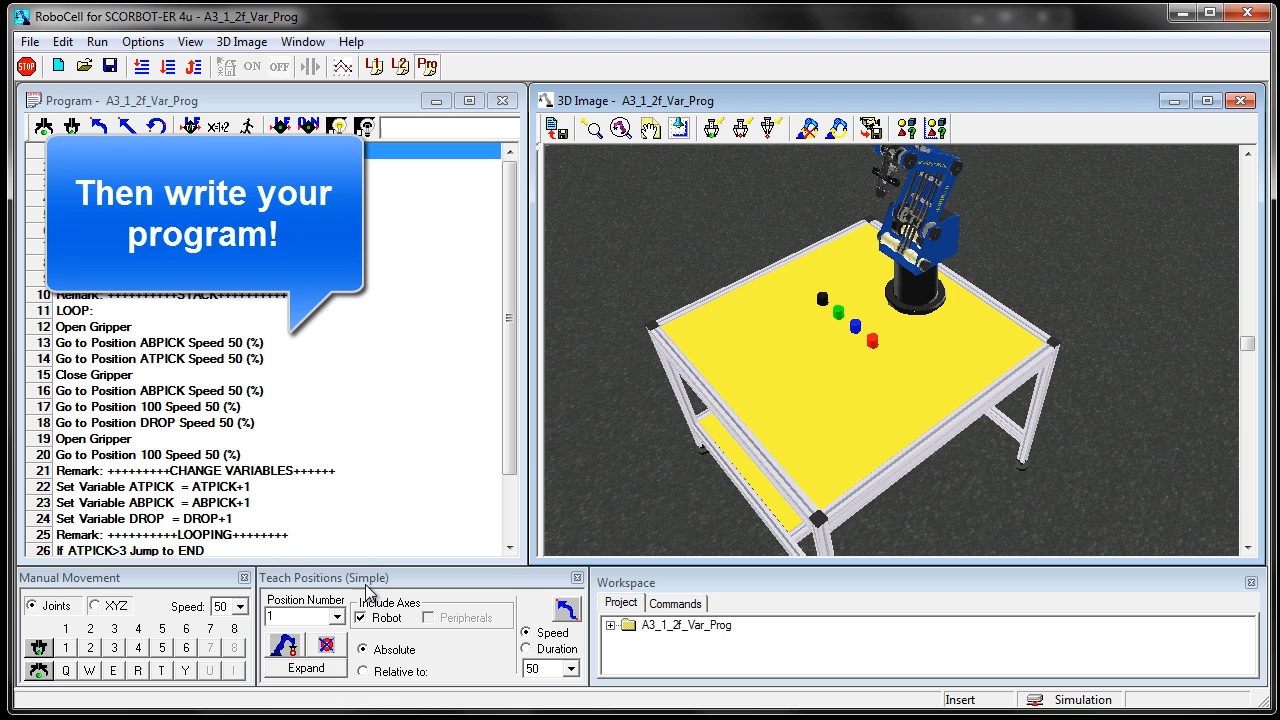 RoboCell for SCORBOT-ER 4u - A3_1_2f_Var_Prog
File Edit Run Options View 3D Image Window Help
STOP ON OFF L1 L2 Prg
Program - A3_1_2f_Var_Prog
Then write your
program!
10 Remark: ++++++++++STACK++++++++++
11 LOOP:
12 Open Gripper
13 Go to Position ABPICK Speed 50 (%)
14 Go to Position ATPICK Speed 50 (%)
15 Close Gripper
16 Go to Position ABPICK Speed 50 (%)
17 Go to Position 100 Speed 50 (%)
18 Go to Position DROP Speed 50 (%)
19 Open Gripper
20 Go to Position 100 Speed 50 (%)
21 Remark: +++++++++CHANGE VARIABLES++++++
22 Set Variable ATPICK = ATPICK+1
23 Set Variable ABPICK = ABPICK+1
24 Set Variable DROP = DROP+1
25 Remark: ++++++++++LOOPING++++++++
26 If ATPICK>3 Jump to END
3D Image - A3_1_2f_Var_Prog
Manual Movement
Joints XYZ Speed: 50
1 2 3 4 5 6 7 8
1 2 3 4 5 6 7 8
Q W E R T Y U I
Teach Positions (Simple)
Position Number
1
Include Axes
Robot Peripherals
Absolute
Relative to:
Expand
Speed
Duration
50
Workspace
Project Commands
A3_1_2f_Var_Prog
Insert Simulation